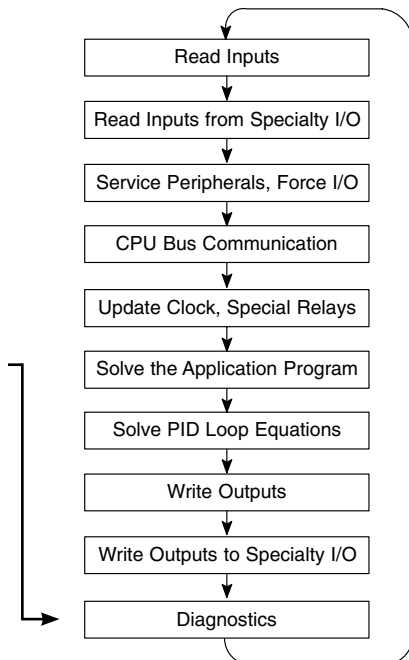 Read Inputs
Read Inputs from Specialty I/O
Service Peripherals, Force I/O
CPU Bus Communication
Update Clock, Special Relays
Solve the Application Program
Solve PID Loop Equations
Write Outputs
Write Outputs to Specialty I/O
Diagnostics